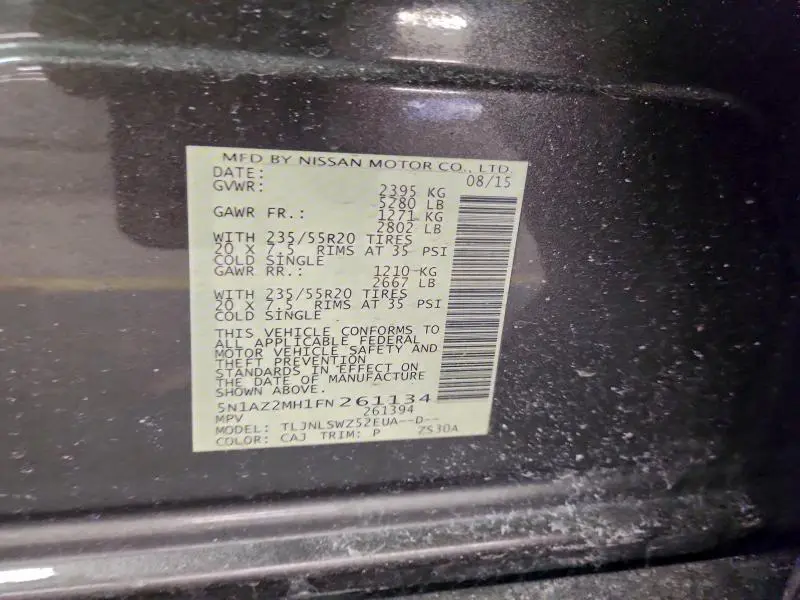 MFD BY NISSAN MOTOR CO., LTD.
DATE: 08/15
GVWR: 2395 KG
5280 LB
GAWR FR.: 1271 KG
2802 LB
WITH 235/55R20 TIRES
20 X 7.5 RIMS AT 35 PSI
COLD SINGLE
GAWR RR.: 1210 KG
2667 LB
WITH 235/55R20 TIRES
20 X 7.5 RIMS AT 35 PSI
COLD SINGLE
THIS VEHICLE CONFORMS TO
ALL APPLICABLE FEDERAL
MOTOR VEHICLE SAFETY AND
THEFT PREVENTION
STANDARDS IN EFFECT ON
THE DATE OF MANUFACTURE
SHOWN ABOVE.
5N1AZ2MH1FN261134
MPV 261394
MODEL: TLJNLSWZ52EUA--D--
COLOR: CAJ TRIM: P ZS30A